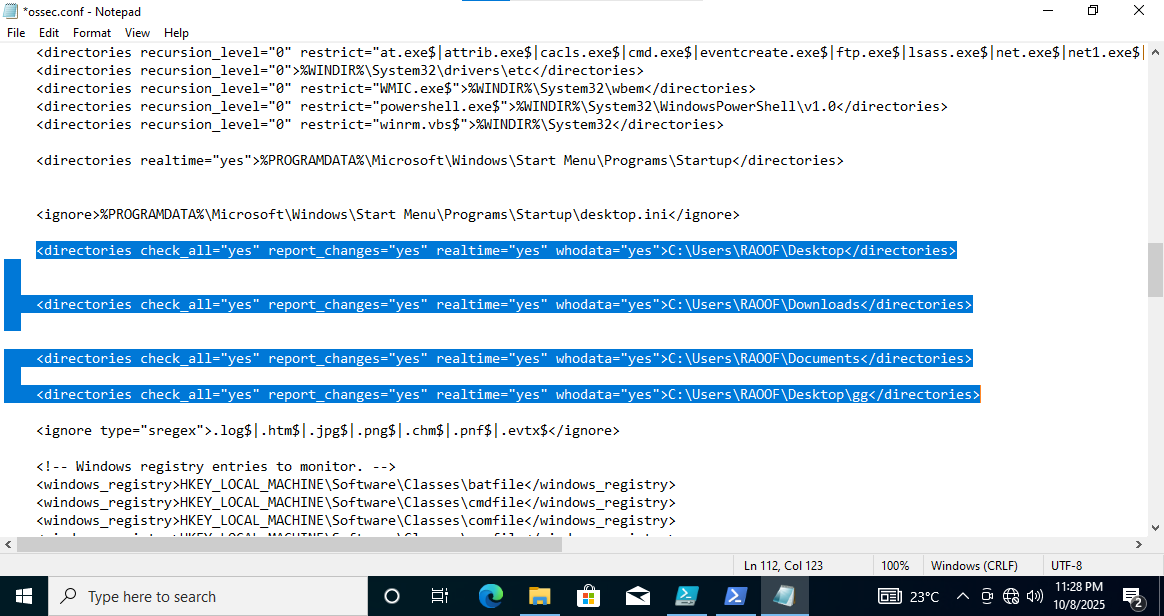 *ossec.conf - Notepad
File Edit Format View Help
<directories recursion_level="0" restrict="at.exe$|attrib.exe$|cacls.exe$|cmd.exe$|eventcreate.exe$|ftp.exe$|lsass.exe$|net.exe$|net1.exe$|
<directories recursion_level="0">%WINDIR%\System32\drivers\etc</directories>
<directories recursion_level="0" restrict="WMIC.exe$">%WINDIR%\System32\wbem</directories>
<directories recursion_level="0" restrict="powershell.exe$">%WINDIR%\System32\WindowsPowerShell\v1.0</directories>
<directories recursion_level="0" restrict="winrm.vbs$">%WINDIR%\System32</directories>
<directories realtime="yes">%PROGRAMDATA%\Microsoft\Windows\Start Menu\Programs\Startup</directories>
<ignore>%PROGRAMDATA%\Microsoft\Windows\Start Menu\Programs\Startup\desktop.ini</ignore>
<directories check_all="yes" report_changes="yes" realtime="yes" whodata="yes">C:\Users\RAOOF\Desktop</directories>
<directories check_all="yes" report_changes="yes" realtime="yes" whodata="yes">C:\Users\RAOOF\Downloads</directories>
<directories check_all="yes" report_changes="yes" realtime="yes" whodata="yes">C:\Users\RAOOF\Documents</directories>
<directories check_all="yes" report_changes="yes" realtime="yes" whodata="yes">C:\Users\RAOOF\Desktop\gg</directories>
<ignore type="sregex">.log$|.htm$|.jpg$|.png$|.chm$|.pnf$|.evtx$</ignore>
<!-- Windows registry entries to monitor. -->
<windows_registry>HKEY_LOCAL_MACHINE\Software\Classes\batfile</windows_registry>
<windows_registry>HKEY_LOCAL_MACHINE\Software\Classes\cmdfile</windows_registry>
<windows_registry>HKEY_LOCAL_MACHINE\Software\Classes\comfile</windows_registry>
Ln 112, Col 123
100%
Windows (CRLF)
UTF-8
Type here to search
23°C
11:28 PM
10/8/2025
2